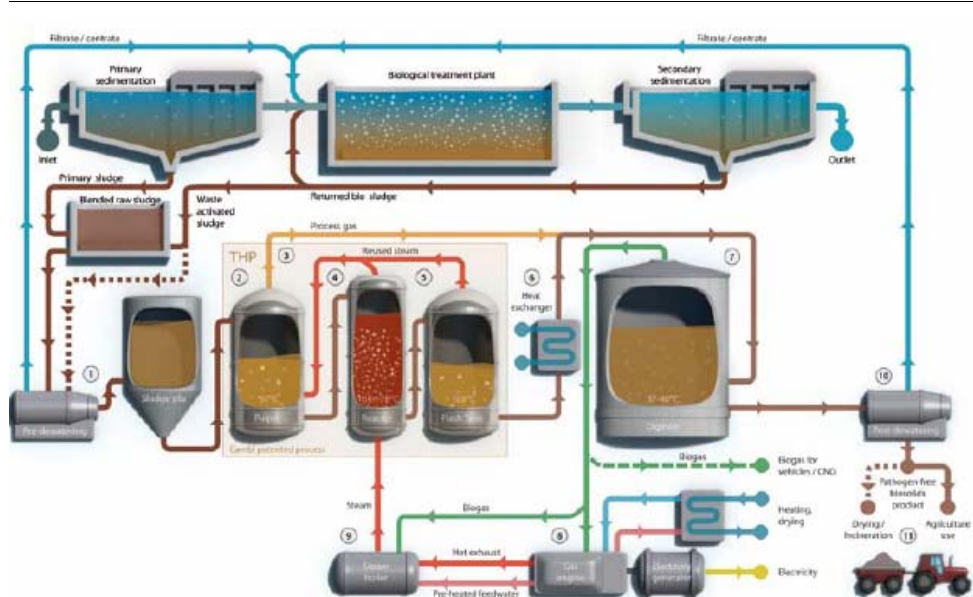 Filtrate / centrate
Filtrate / centrate
Primary
sedimentation
Biological treatment plant
Secondary
sedimentation
Inlet
Outlet
Primary sludge
Blended raw sludge
Waste
activated
sludge
Returned bio sludge
Process gas
THP
Reused steam
2
3
4
5
6
7
Heat
exchanger
1
10
Sludge silo
Pre-dewatering
Pulper
Reactor
Flash tank
Digester
Post-dewatering
Cambi patented process
Biogas
Biogas for
vehicles / CNG
Pathogen free
biosolids
product
Steam
Biogas
Heating,
drying
Drying /
Incineration
Agriculture
use
9
8
11
Hot exhaust
Steam
boiler
Gas
engine
Electricity
generator
Electricity
Pre-heated feedwater